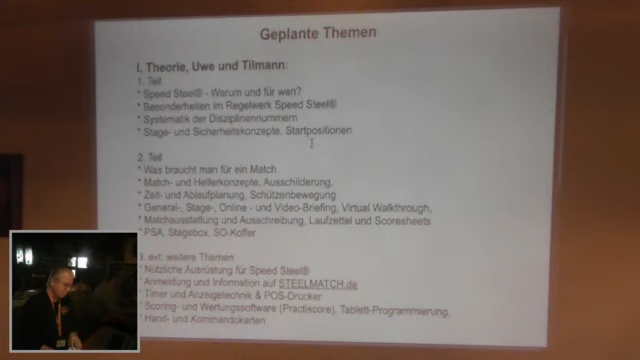 Geplante Themen
I. Theorie, Uwe und Tilmann:
1. Teil
* Speed Steel® - Warum und für wen?
* Besonderheiten im Regelwerk Speed Steel®
* Systematik der Disziplinennummern
* Stage- und Sicherheitskonzepte, Startpositionen
2. Teil
* Was braucht man für ein Match
* Match- und Helferkonzepte, Ausschilderung,
* Zeit- und Ablaufplanung, Schützenbewegung
* General-, Stage-, Online - und Video-Briefing, Virtual Walkthrough,
* Matchausstattung und Ausschreibung, Laufzettel und Scoresheets
* PSA, Stagebox, SO-Koffer
3. evt. weitere Themen
* Nützliche Ausrüstung für Speed Steel®
* Anmeldung und Information auf STEELMATCH.de
* Timer und Anzeigetechnik & POS-Drucker
* Scoring- und Wertungssoftware (Practiscore), Tablett-Programmierung,
* Hand- und Kommandokarten